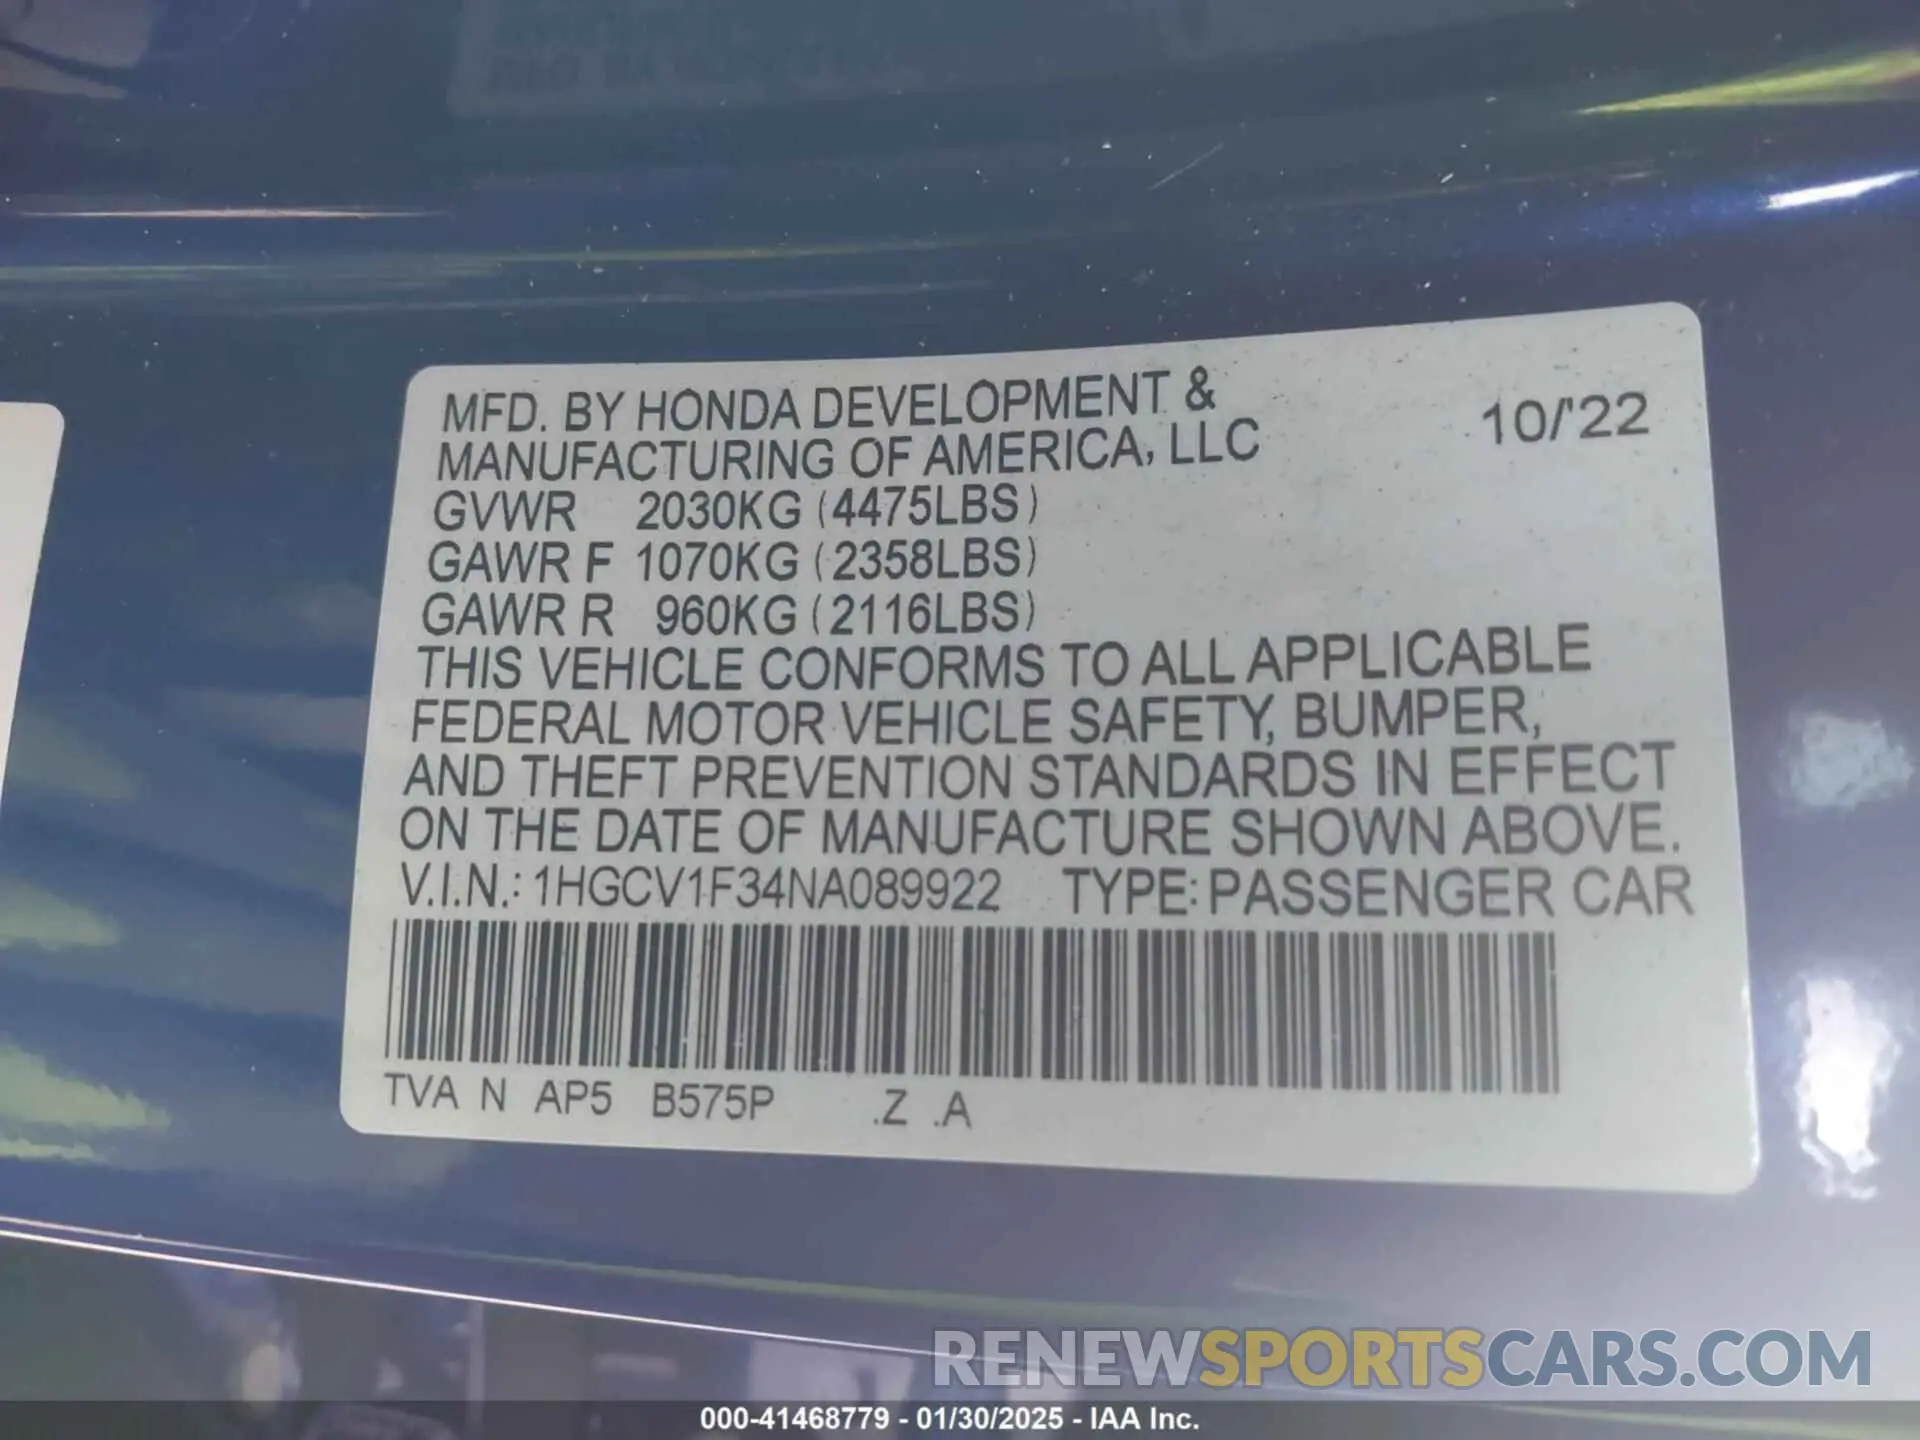 MFD. BY HONDA DEVELOPMENT &
MANUFACTURING OF AMERICA, LLC
10/'22
GVWR 2030KG (4475LBS)
GAWR F 1070KG (2358LBS)
GAWR R 960KG (2116LBS)
THIS VEHICLE CONFORMS TO ALL APPLICABLE
FEDERAL MOTOR VEHICLE SAFETY, BUMPER,
AND THEFT PREVENTION STANDARDS IN EFFECT
ON THE DATE OF MANUFACTURE SHOWN ABOVE.
V.I.N.: 1HGCV1F34NA089922 TYPE: PASSENGER CAR
TVA N AP5 B575P .Z .A
RENEWSPORTSCARS.COM
000-41468779 - 01/30/2025 - IAA Inc.